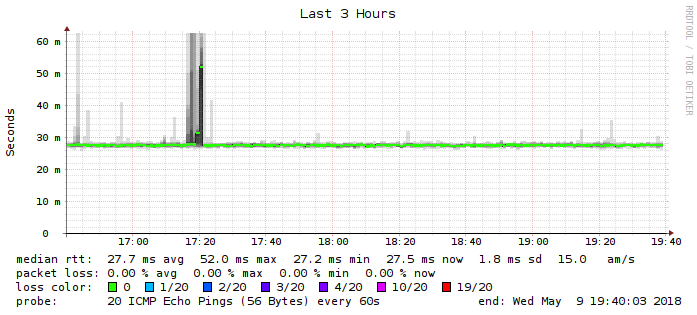 Last 3 Hours
RRDTOOL / TOBI OETIKER
Seconds
60 m
50 m
40 m
30 m
20 m
10 m
0
17:00 17:20 17:40 18:00 18:20 18:40 19:00 19:20 19:40
median rtt: 27.7 ms avg 52.0 ms max 27.2 ms min 27.5 ms now 1.8 ms sd 15.0 am/s
packet loss: 0.00 % avg 0.00 % max 0.00 % min 0.00 % now
loss color: 0 1/20 2/20 3/20 4/20 10/20 19/20
probe: 20 ICMP Echo Pings (56 Bytes) every 60s end: Wed May 9 19:40:03 2018